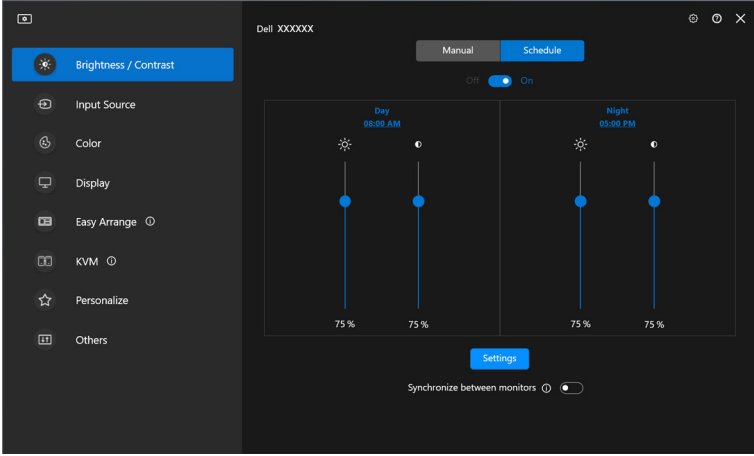 Dell XXXXXX
Brightness / Contrast
Input Source
Color
Display
Easy Arrange
KVM
Personalize
Others
Manual Schedule
Off On
Day
08:00 AM
Night
05:00 PM
75 % 75 % 75 % 75 %
Settings
Synchronize between monitors